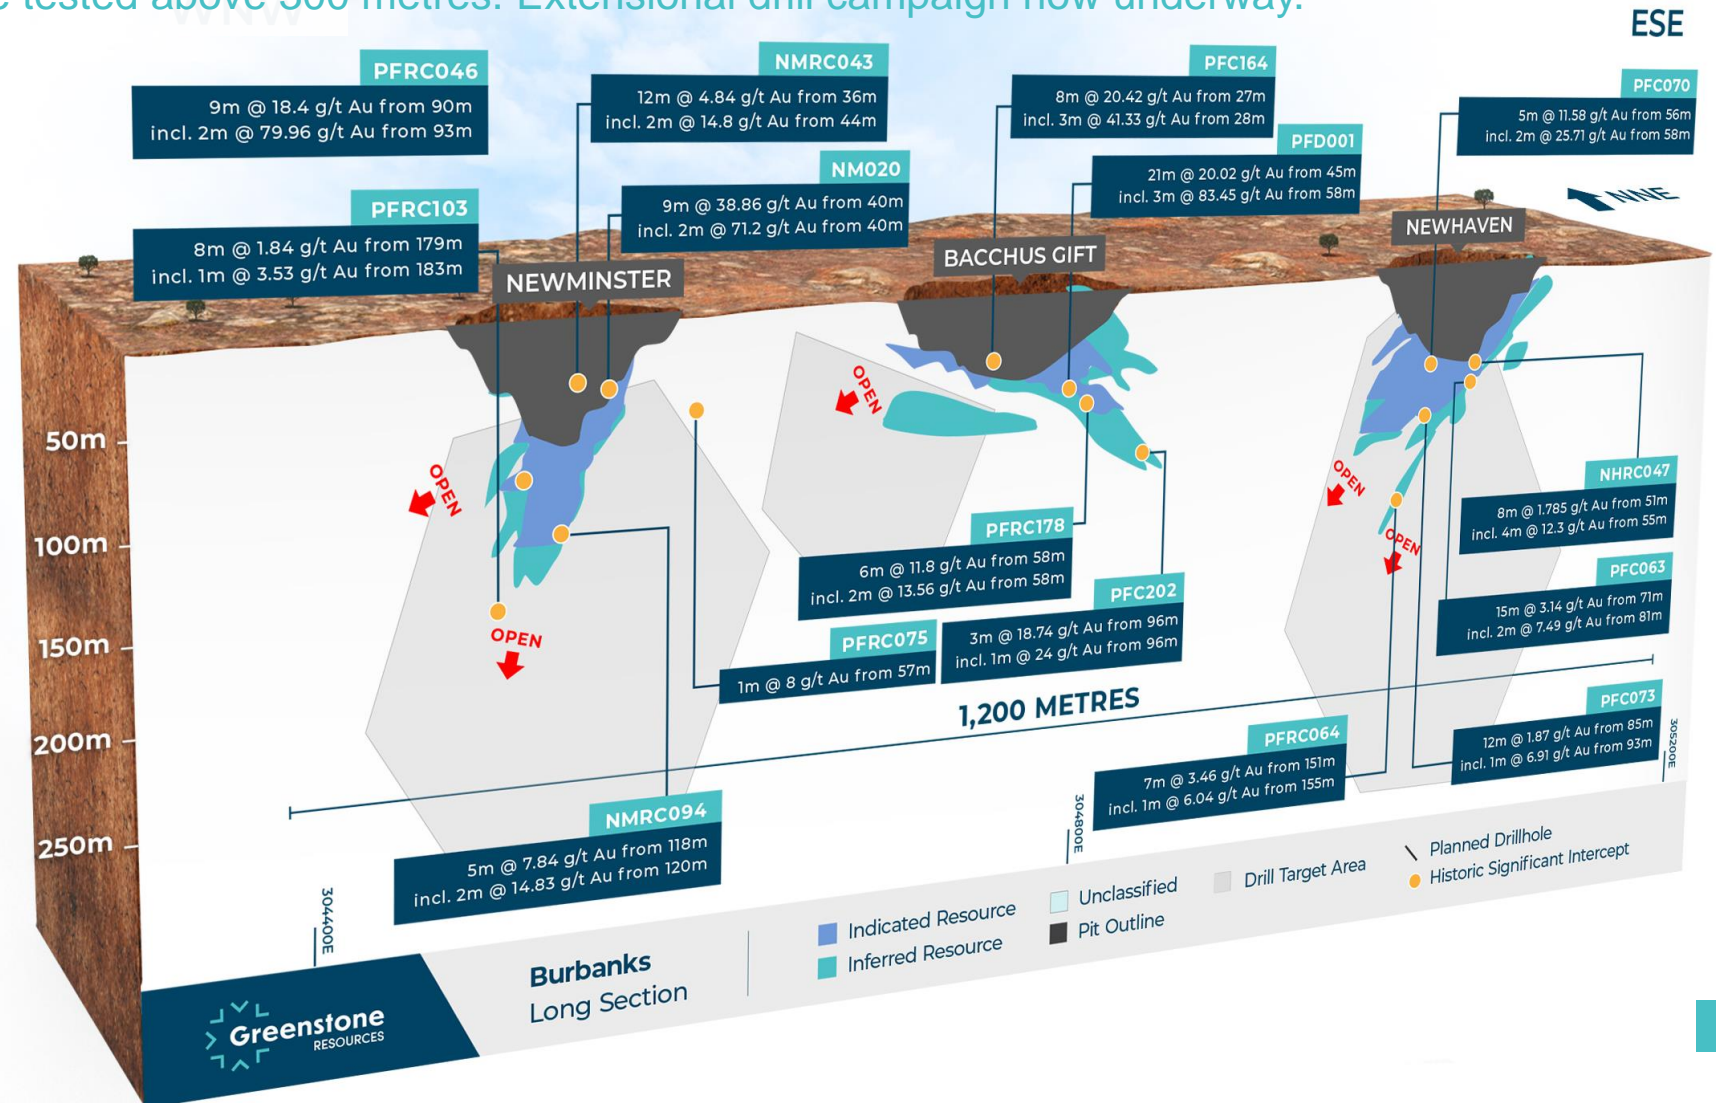 e tested above 300 metres. Extensional drill campaign now underway.
WNW
ESE
PFRC046
9m @ 18.4 g/t Au from 90m
incl. 2m @ 79.96 g/t Au from 93m
NMRC043
12m @ 4.84 g/t Au from 36m
incl. 2m @ 14.8 g/t Au from 44m
PFC164
8m @ 20.42 g/t Au from 27m
incl. 3m @ 41.33 g/t Au from 28m
PFC070
5m @ 11.58 g/t Au from 56m
incl. 2m @ 25.71 g/t Au from 58m
PFD001
21m @ 20.02 g/t Au from 45m
incl. 3m @ 83.45 g/t Au from 58m
NM020
9m @ 38.86 g/t Au from 40m
incl. 2m @ 71.2 g/t Au from 40m
PFRC103
8m @ 1.84 g/t Au from 179m
incl. 1m @ 3.53 g/t Au from 183m
NNE
NEWMINSTER
BACCHUS GIFT
NEWHAVEN
50m
100m
150m
200m
250m
OPEN
OPEN
OPEN
OPEN
OPEN
NHRC047
8m @ 1.785 g/t Au from 51m
incl. 4m @ 12.3 g/t Au from 55m
PFRC178
6m @ 11.8 g/t Au from 58m
incl. 2m @ 13.56 g/t Au from 58m
PFC202
3m @ 18.74 g/t Au from 96m
incl. 1m @ 24 g/t Au from 96m
PFC063
15m @ 3.14 g/t Au from 71m
incl. 2m @ 7.49 g/t Au from 81m
PFRC075
1m @ 8 g/t Au from 57m
1,200 METRES
PFC073
12m @ 1.87 g/t Au from 85m
incl. 1m @ 6.91 g/t Au from 93m
PFRC064
7m @ 3.46 g/t Au from 151m
incl. 1m @ 6.04 g/t Au from 155m
NMRC094
5m @ 7.84 g/t Au from 118m
incl. 2m @ 14.83 g/t Au from 120m
304400E
304800E
305200E
Greenstone
RESOURCES
Burbanks
Long Section
Indicated Resource
Inferred Resource
Unclassified
Pit Outline
Drill Target Area
Planned Drillhole
Historic Significant Intercept